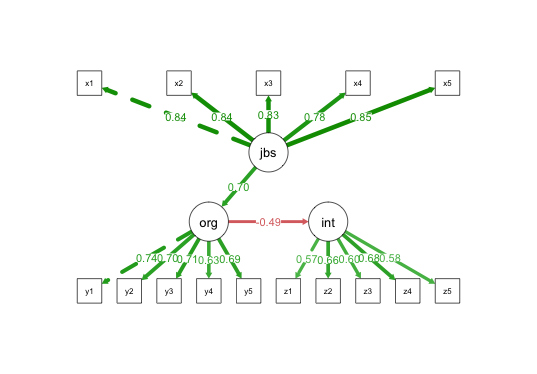 x1 x2 x3 x4 x5
0.84 0.84 0.83 0.78 0.85
jbs
0.70
org -0.49 int
0.74 0.70 0.71 0.63 0.69 0.57 0.66 0.60 0.68 0.58
y1 y2 y3 y4 y5 z1 z2 z3 z4 z5